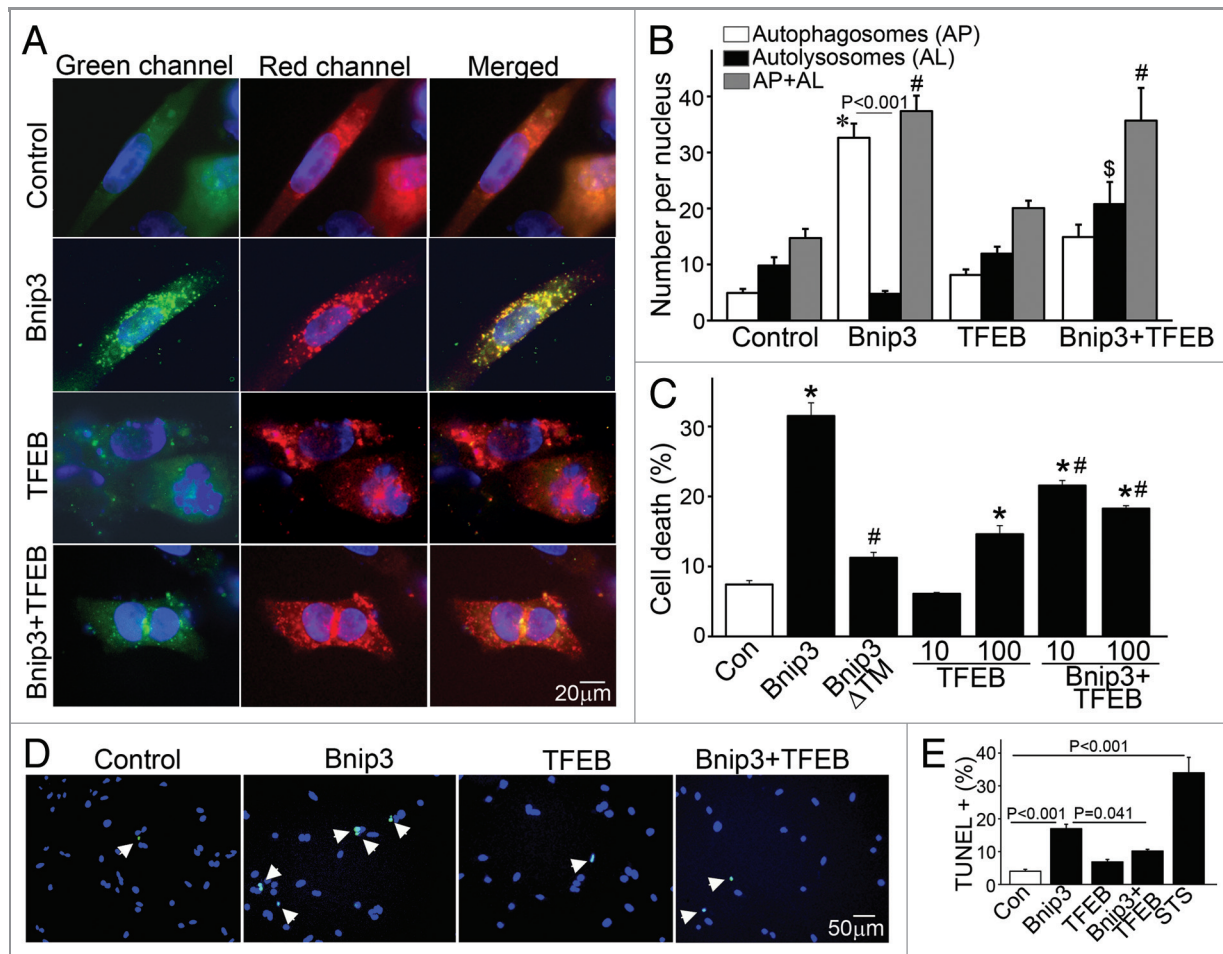 A
Green channel Red channel Merged
Control
Bnip3
TFEB
Bnip3+TFEB
20µm
B
Autophagosomes (AP)
Autolysosomes (AL)
AP+AL
Number per nucleus
40
30
20
10
0
*
P<0.001
#
$
#
Control Bnip3 TFEB Bnip3+TFEB
C
Cell death (%)
30
20
10
0
*
#
*
*#
*#
Con Bnip3 Bnip3 ΔTM 10 100 10 100
TFEB Bnip3+
TFEB
D
Control Bnip3 TFEB Bnip3+TFEB
50µm
E
TUNEL + (%)
40
30
20
10
0
P<0.001
P<0.001 P=0.041
Con Bnip3 TFEB Bnip3+ TFEB STS